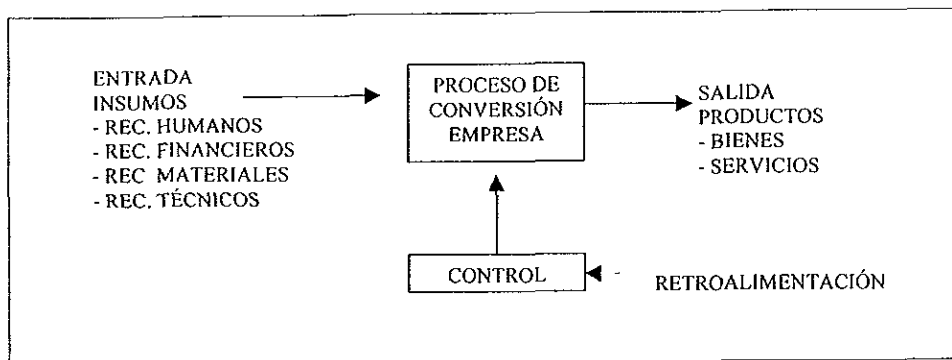 ENTRADA
INSUMOS
- REC. HUMANOS
- REC. FINANCIEROS
- REC MATERIALES
- REC. TÉCNICOS
PROCESO DE
CONVERSIÓN
EMPRESA
SALIDA
PRODUCTOS
- BIENES
- SERVICIOS
CONTROL
RETROALIMENTACIÓN